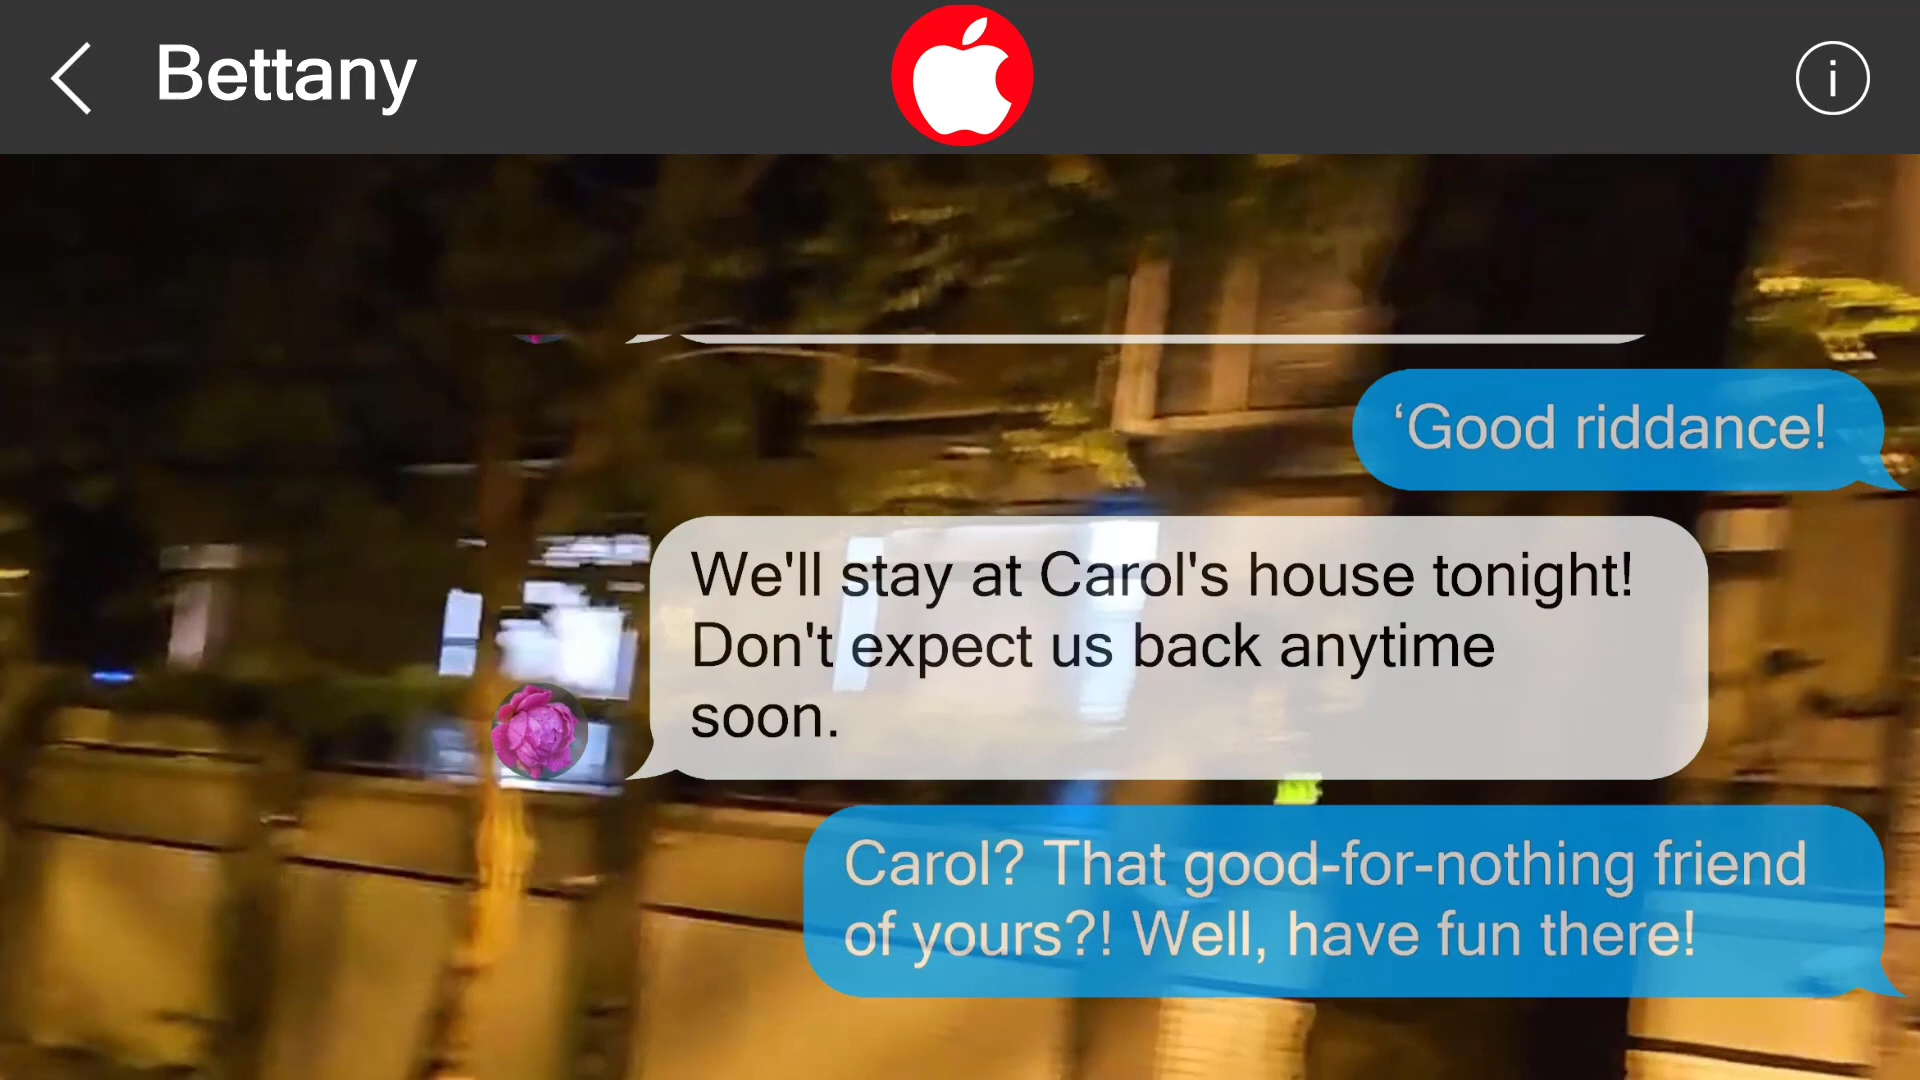 Bettany
i
‘Good riddance!
We'll stay at Carol's house tonight!
Don't expect us back anytime
soon.
Carol? That good-for-nothing friend
of yours?! Well, have fun there!